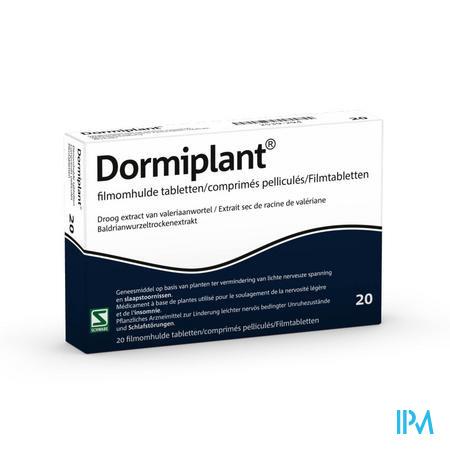 20
Dormiplant®
filmomhulde tabletten/comprimés pelliculés/Filmtabletten
Droog extract van valeriaanwortel / Extrait sec de racine de valériane
Baldrianwurzeltrockenextrakt
Geneesmiddel op basis van planten ter vermindering van lichte nerveuze spanning
en slaapstoornissen.
Médicament à base de plantes utilisé pour le soulagement de la nervosité légère
et de l'insomnie.
Pflanzliches Arzneimittel zur Linderung leichter nervös bedingter Unruhezustände
und Schlafstörungen.
20
20 filmomhulde tabletten/comprimés pelliculés/Filmtabletten
Dormiplant®
20
SCHWABE
IPM